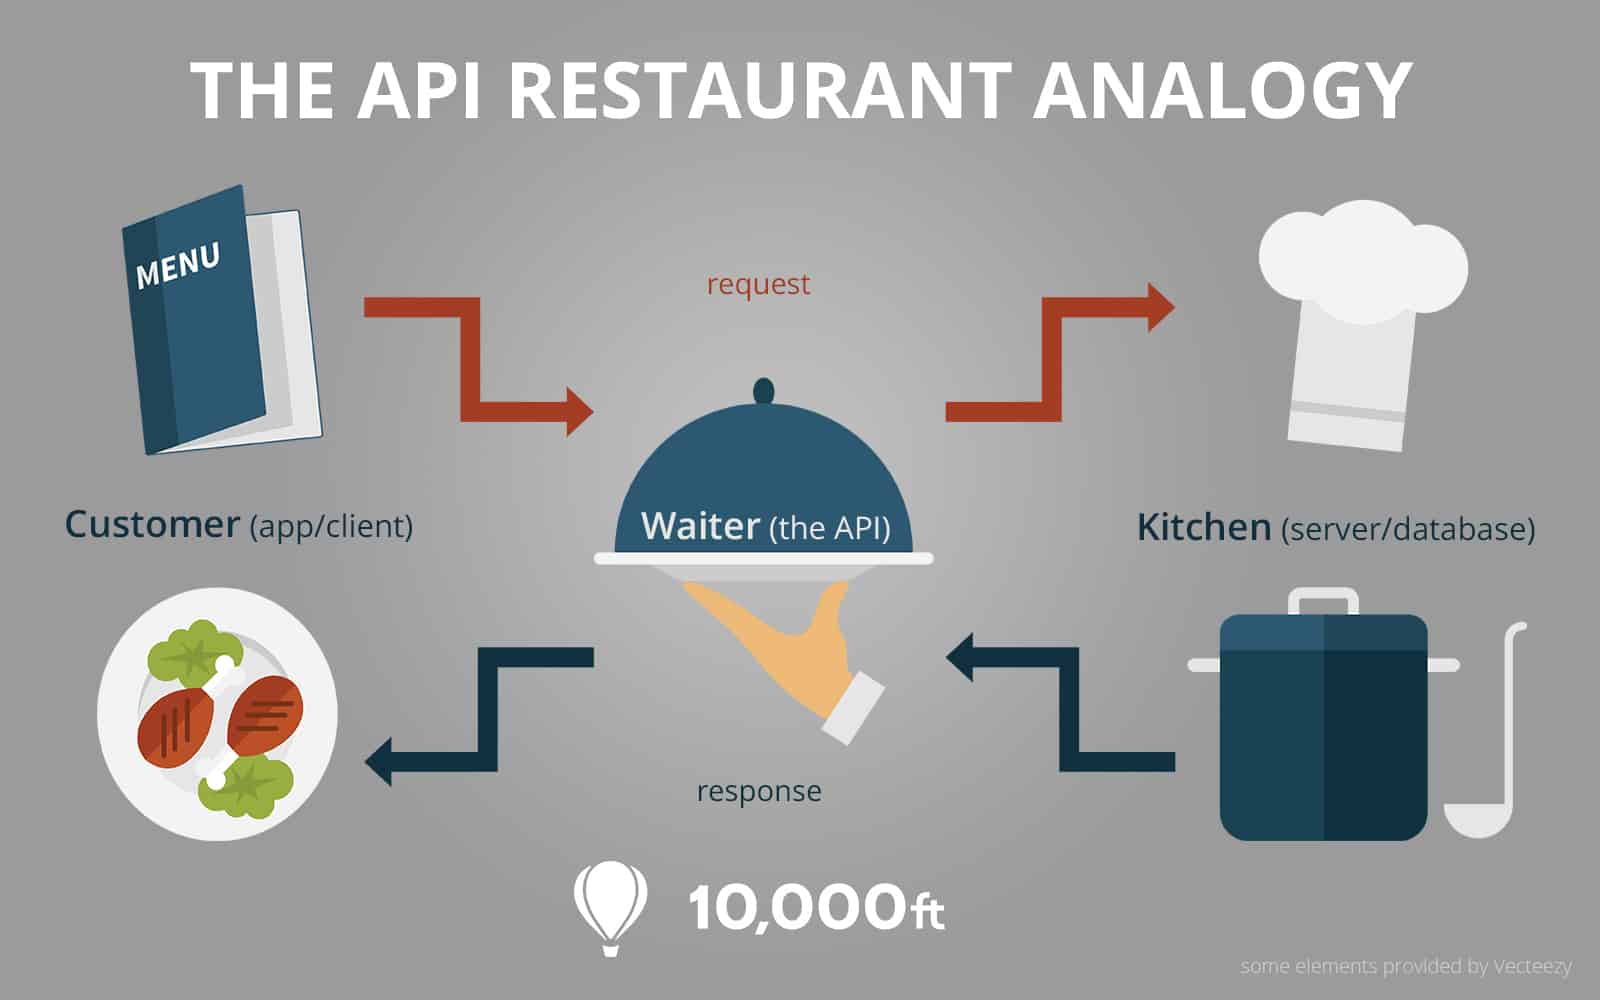 THE API RESTAURANT ANALOGY
MENU
request
Customer (app/client)
Waiter (the API)
Kitchen (server/database)
response
10,000ft
some elements provided by Vecteezy